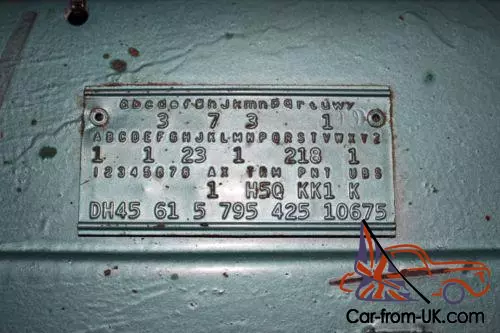 abcdefghJkmnpqrsuwy
3 7 3 1
ABCDEFGHJKLMNPQRSTVWXYZ
1 1 23 1 218 1
12345678 AX TRM PNT UBS
1 H5Q KK1 K
DH45 61 5 795 425 10675
Car-from-UK.com